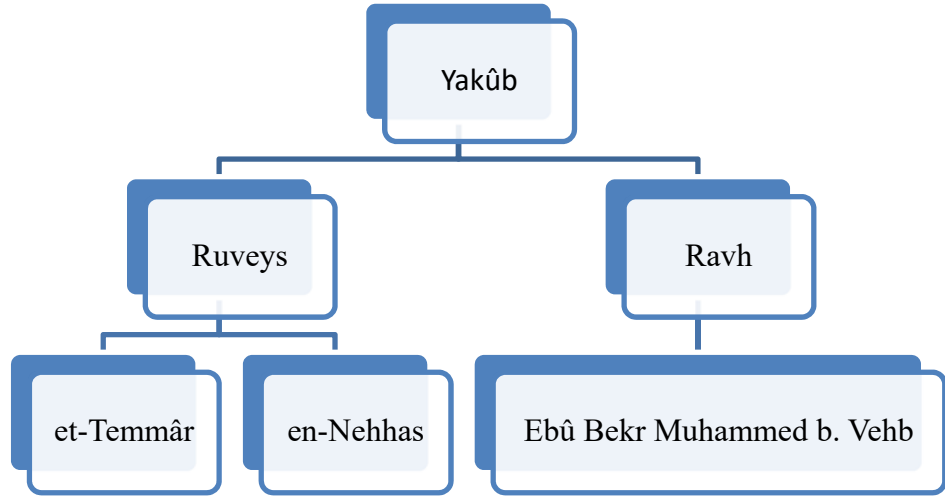 Yakûb
Ruveys
Ravh
et-Temmâr
en-Nehhas
Ebû Bekr Muhammed b. Vehb